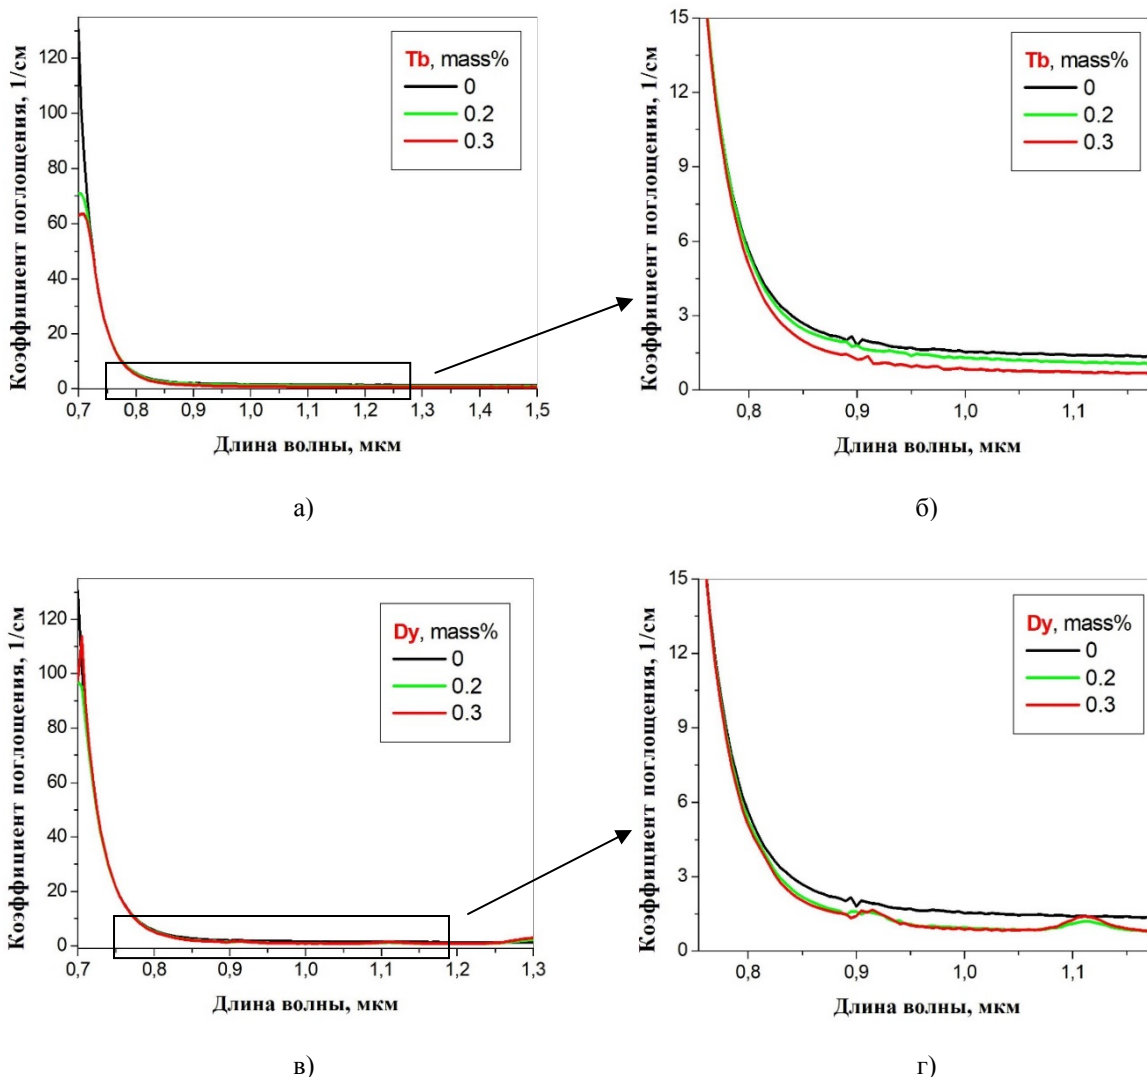 Коэффициент поглощения, 1/см
120
100
80
60
40
20
0
0,7 0,8 0,9 1,0 1,1 1,2 1,3 1,4 1,5
Длина волны, мкм
Tb, mass%
0
0.2
0.3
а)
Коэффициент поглощения, 1/см
15
12
9
6
3
0
0,8 0,9 1,0 1,1
Длина волны, мкм
Tb, mass%
0
0.2
0.3
б)
Коэффициент поглощения, 1/см
120
100
80
60
40
20
0
0,7 0,8 0,9 1,0 1,1 1,2 1,3
Длина волны, мкм
Dy, mass%
0
0.2
0.3
в)
Коэффициент поглощения, 1/см
15
12
9
6
3
0
0,8 0,9 1,0 1,1
Длина волны, мкм
Dy, mass%
0
0.2
0.3
г)